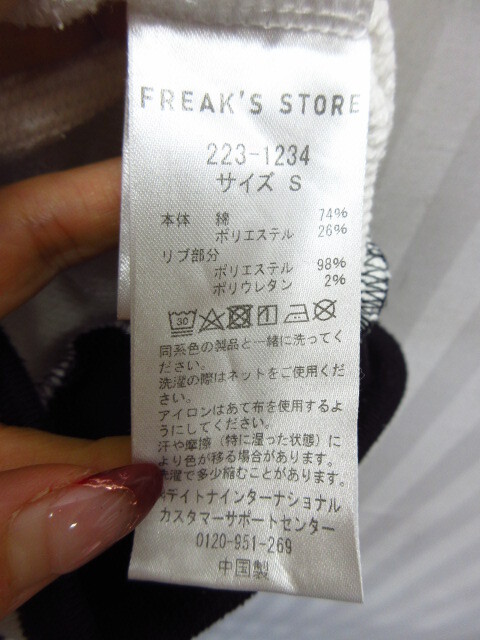 FREAK'S STORE
223-1234
サイズ S
本体 綿 74%
ポリエステル 26%
リブ部分
ポリエステル 98%
ポリウレタン 2%
30
同系色の製品と一緒に洗ってく
ださい。
洗濯の際はネットをご使用くだ
さい。
アイロンはあて布を使用するよ
うにしてください。
汗や摩擦（特に湿った状態）に
より色が移る場合があります。
洗濯で多少縮むことがあります。
デイトナインターナショナル
カスタマーサポートセンター
0120-951-269
中国製